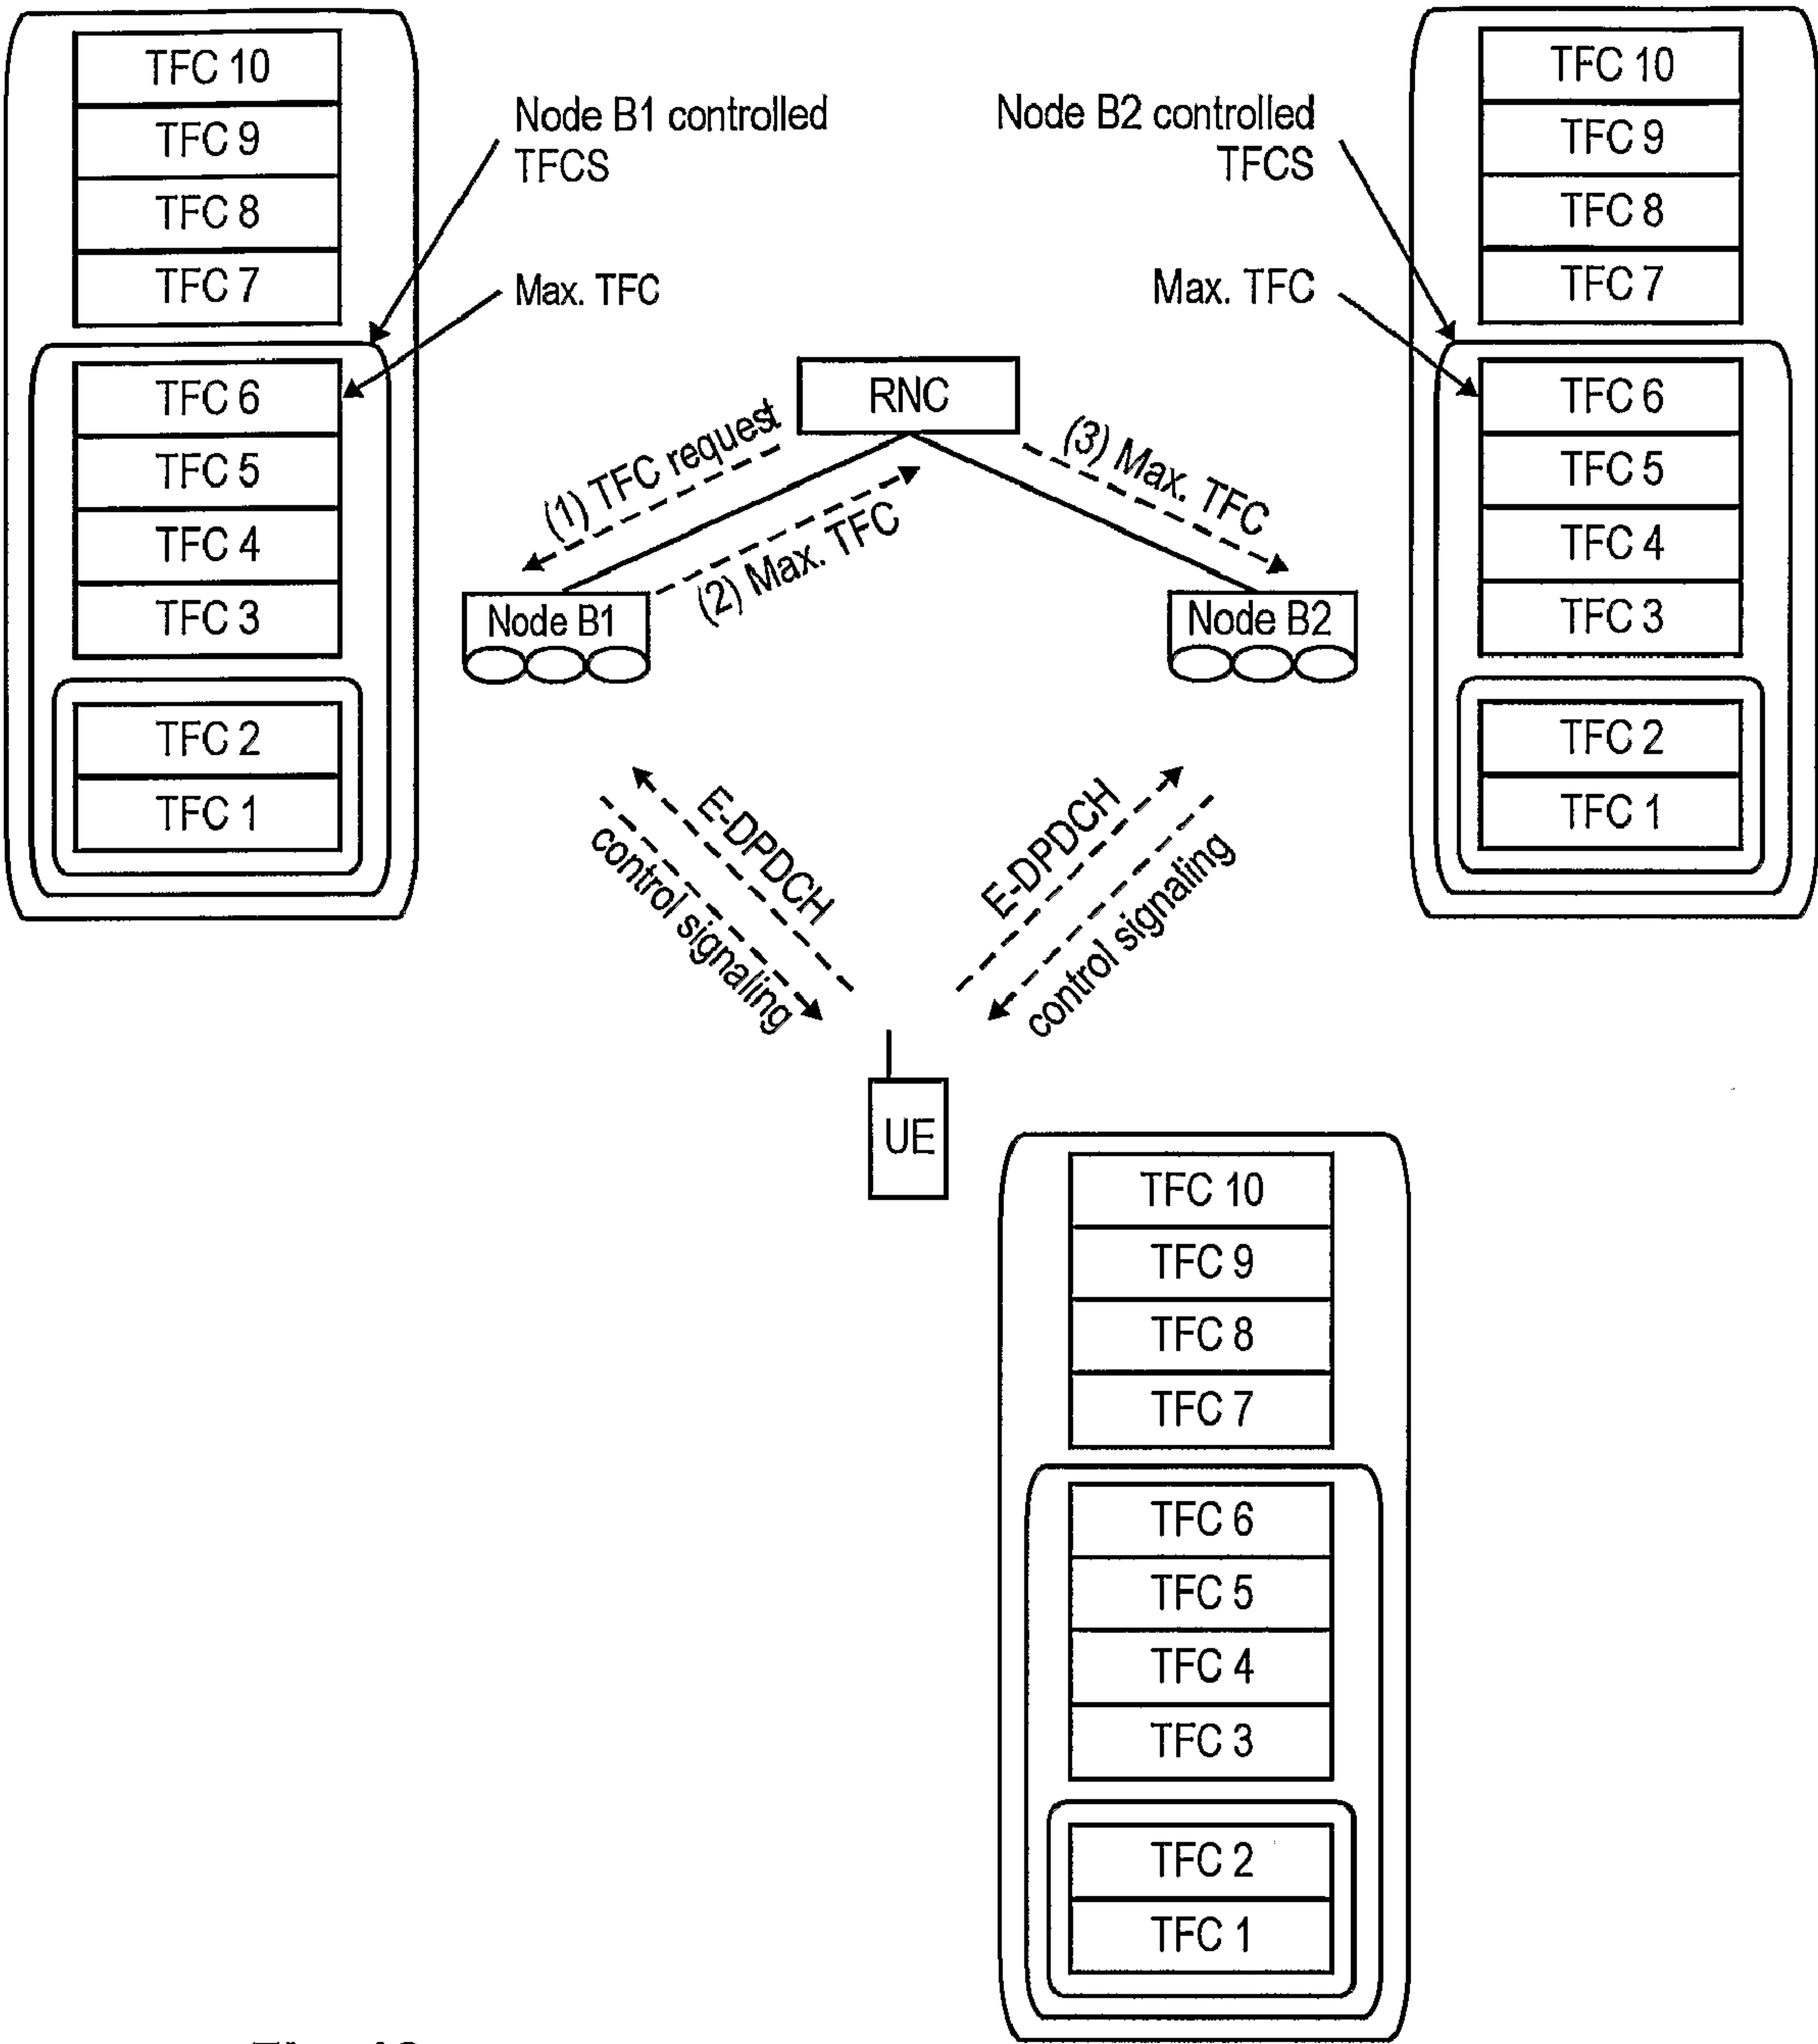 TFC 10
TFC 9
TFC 8
TFC 7
TFC 6
TFC 5
TFC 4
TFC 3
TFC 2
TFC 1
Node B1 controlled
TFCS
Max. TFC
Node B2 controlled
TFCS
Max. TFC
RNC
(1) TFC request
(2) Max. TFC
(3) Max. TFC
Node B1
Node B2
E-DPDCH
control signaling
E-DPDCH
control signaling
UE
TFC 10
TFC 9
TFC 8
TFC 7
TFC 6
TFC 5
TFC 4
TFC 3
TFC 2
TFC 1
TFC 10
TFC 9
TFC 8
TFC 7
TFC 6
TFC 5
TFC 4
TFC 3
TFC 2
TFC 1